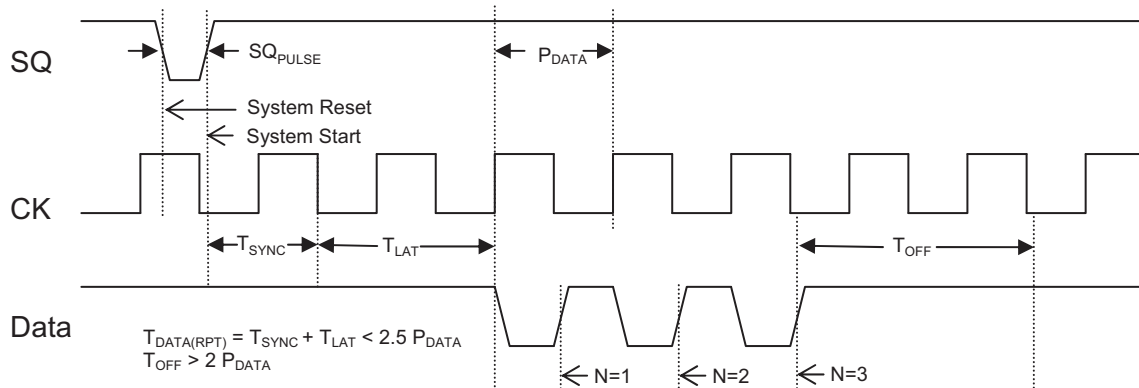 SQ
SQPULSE
PDATA
System Reset
System Start
CK
TSYNC
TLAT
TOFF
Data
TDATA(RPT) = TSYNC + TLAT < 2.5 PDATA
TOFF > 2 PDATA
N=1
N=2
N=3